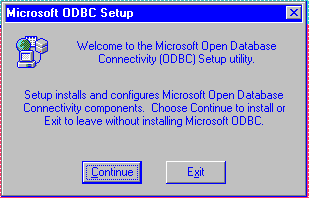 Microsoft ODBC Setup
Welcome to the Microsoft Open Database
Connectivity (ODBC) Setup utility.
Setup installs and configures Microsoft Open Database
Connectivity components. Choose Continue to install or
Exit to leave without installing Microsoft ODBC.
Continue
Exit